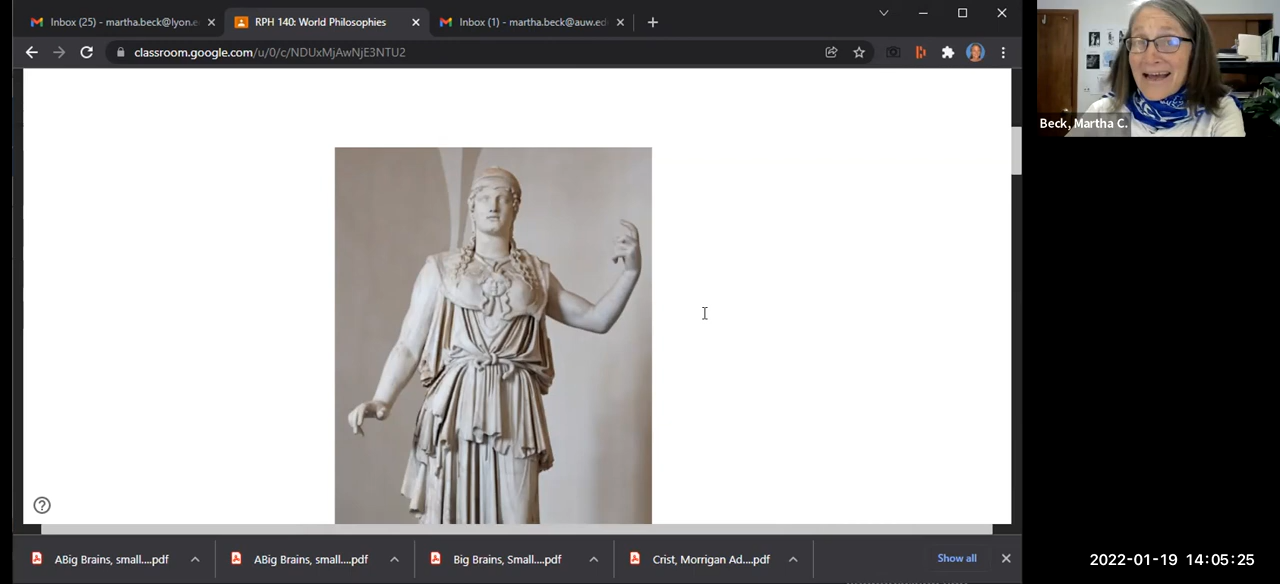 Inbox (25) - martha.beck@lyon.e
RPH 140: World Philosophies
Inbox (1) - martha.beck@auw.ed
classroom.google.com/u/0/c/NDUxMjAwNjE3NTU2
Beck, Martha C.
ABig Brains, small....pdf
ABig Brains, small....pdf
Big Brains, Small....pdf
Crist, Morrigan Ad....pdf
Show all
2022-01-19 14:05:25